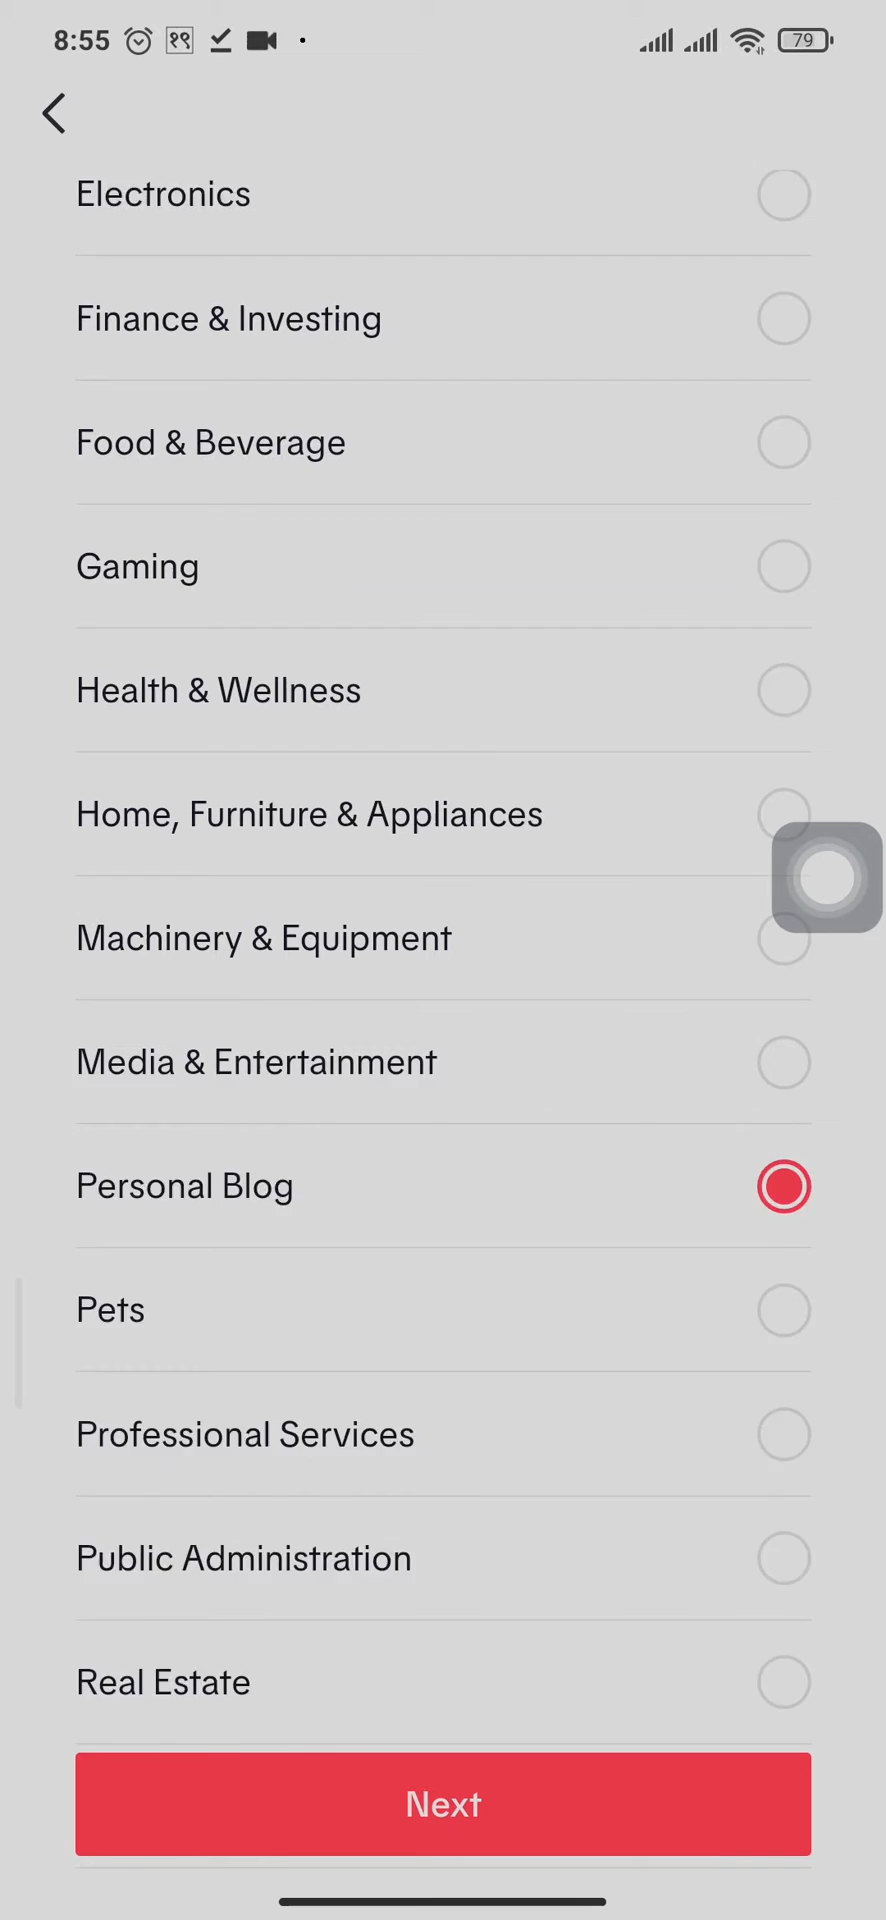 8:55 १९ 79
Electronics
Finance & Investing
Food & Beverage
Gaming
Health & Wellness
Home, Furniture & Appliances
Machinery & Equipment
Media & Entertainment
Personal Blog
Pets
Professional Services
Public Administration
Real Estate
Next